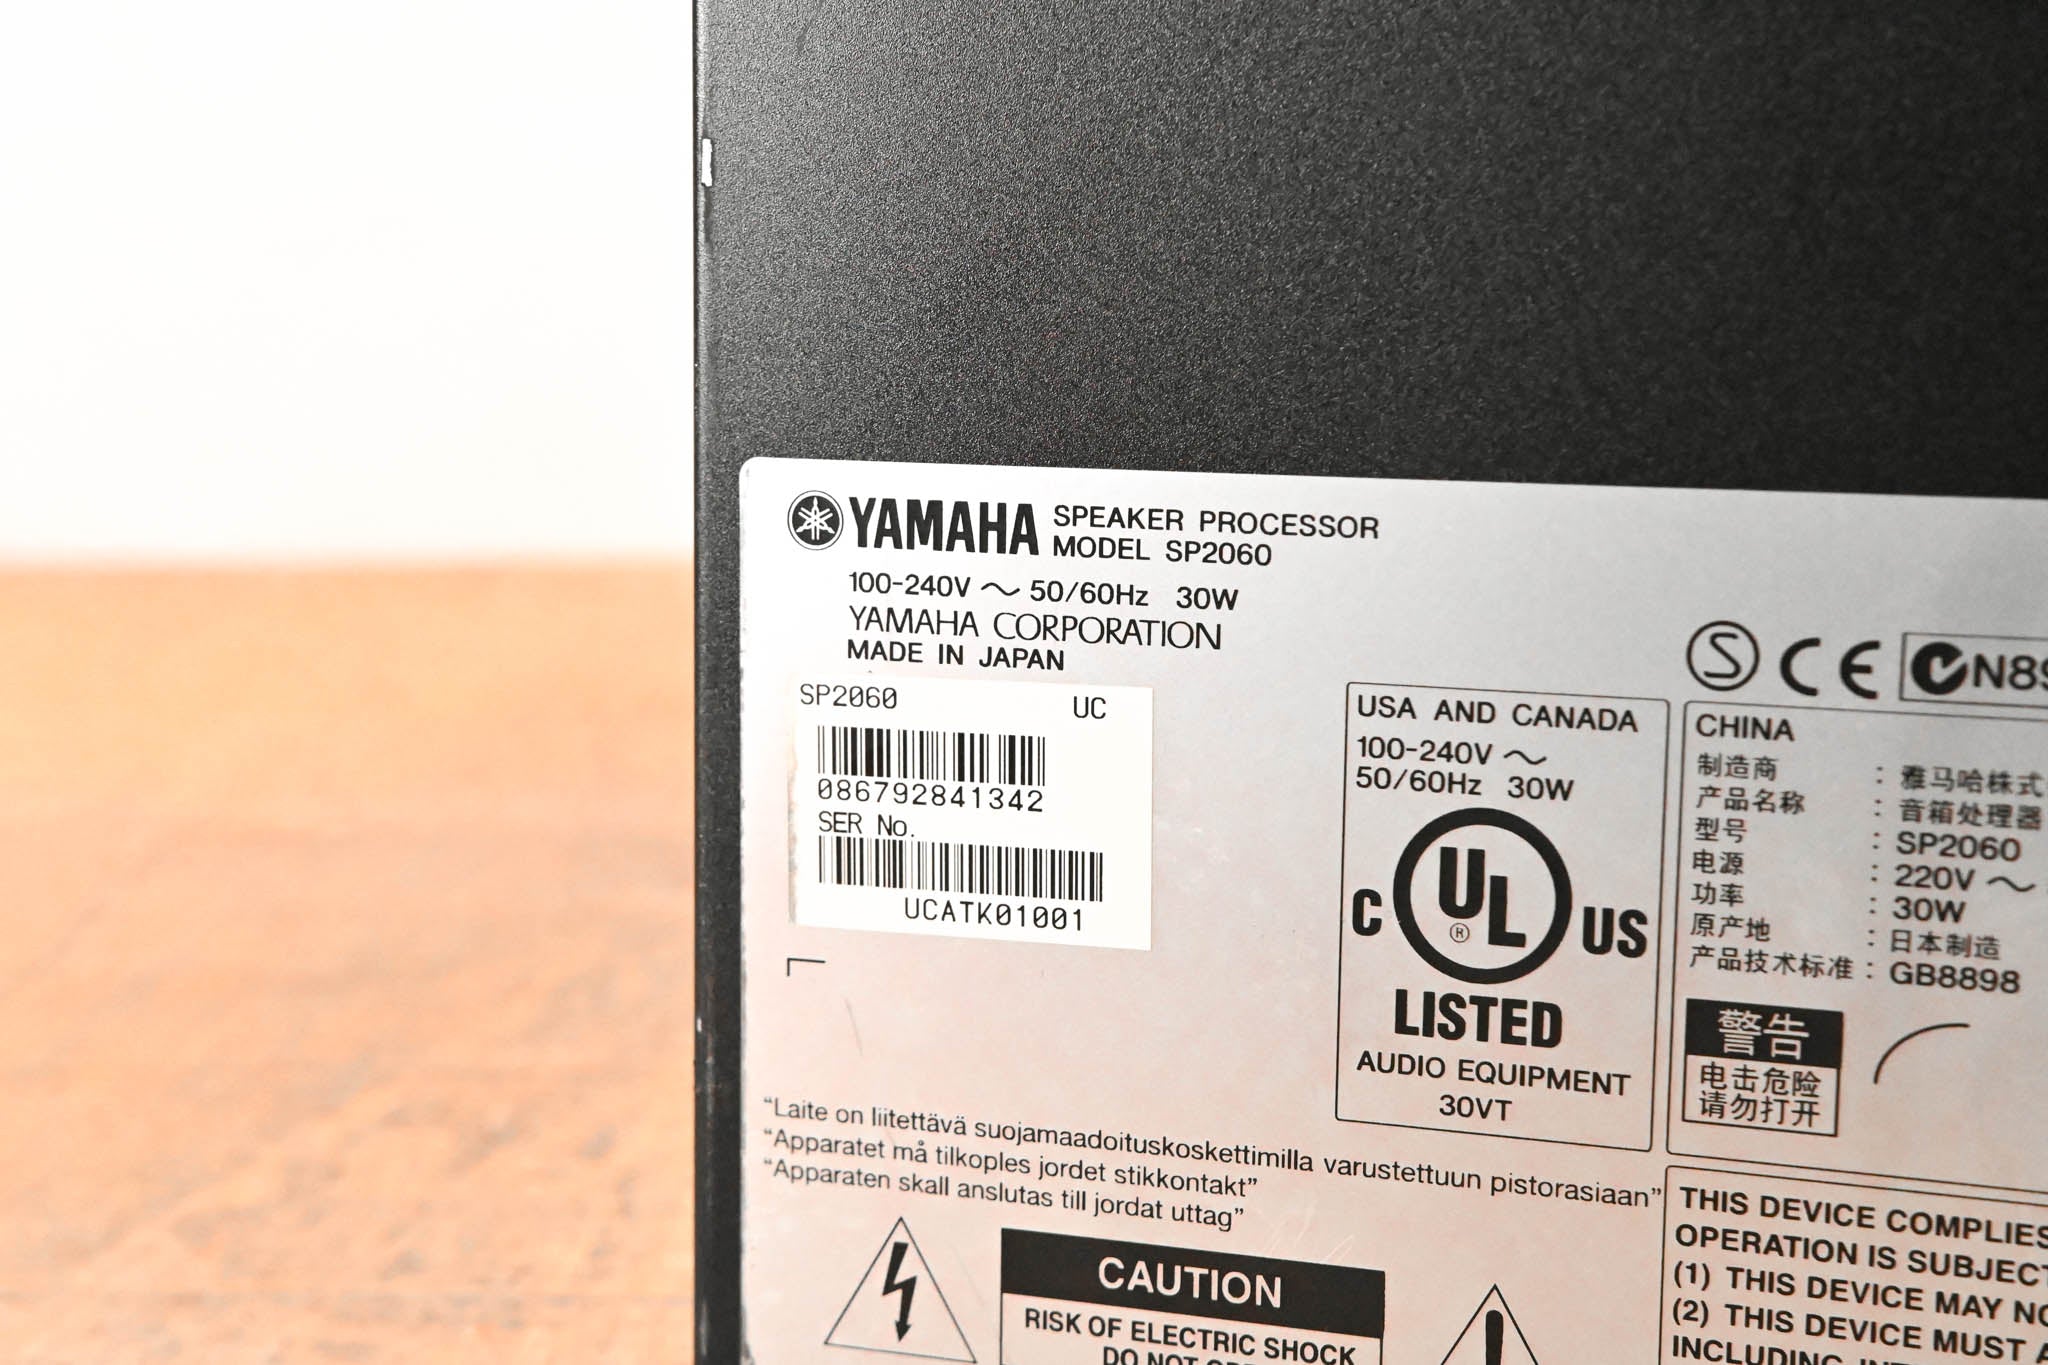 YAMAHA SPEAKER PROCESSOR
MODEL SP2060
100-240V ~ 50/60Hz 30W
YAMAHA CORPORATION
MADE IN JAPAN
SP2060 UC
086792841342
SER No.
UCATK01001
USA AND CANADA
100-240V ~
50/60Hz 30W
C UL® US
LISTED
AUDIO EQUIPMENT
30VT
S CE N89
CHINA
制造商 : 雅马哈株式
产品名称 : 音箱处理器
型号 : SP2060
电源 : 220V ~
功率 : 30W
原产地 : 日本制造
产品技术标准 : GB8898
警告
电击危险
请勿打开
“Laite on liitettävä suojamaadoituskoskettimilla varustettuun pistorasiaan”
“Apparatet må tilkoples jordet stikkontakt”
“Apparaten skall anslutas till jordat uttag”
CAUTION
RISK OF ELECTRIC SHOCK
DO NOT
THIS DEVICE COMPLIES
OPERATION IS SUBJECT
(1) THIS DEVICE MAY
(2) THIS DEVICE MUST
INCLUDING